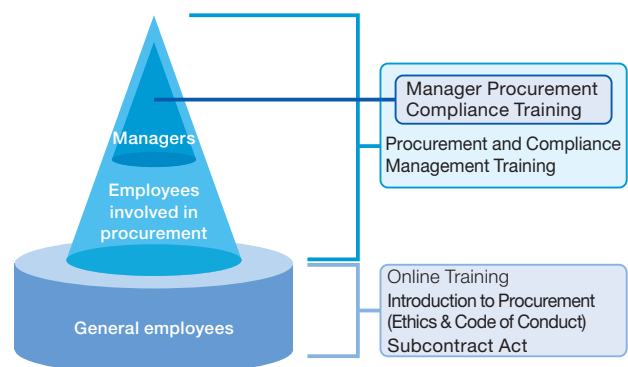 Managers
Employees
involved in
procurement
General employees
Manager Procurement
Compliance Training
Procurement and Compliance
Management Training
Online Training
Introduction to Procurement
(Ethics & Code of Conduct)
Subcontract Act